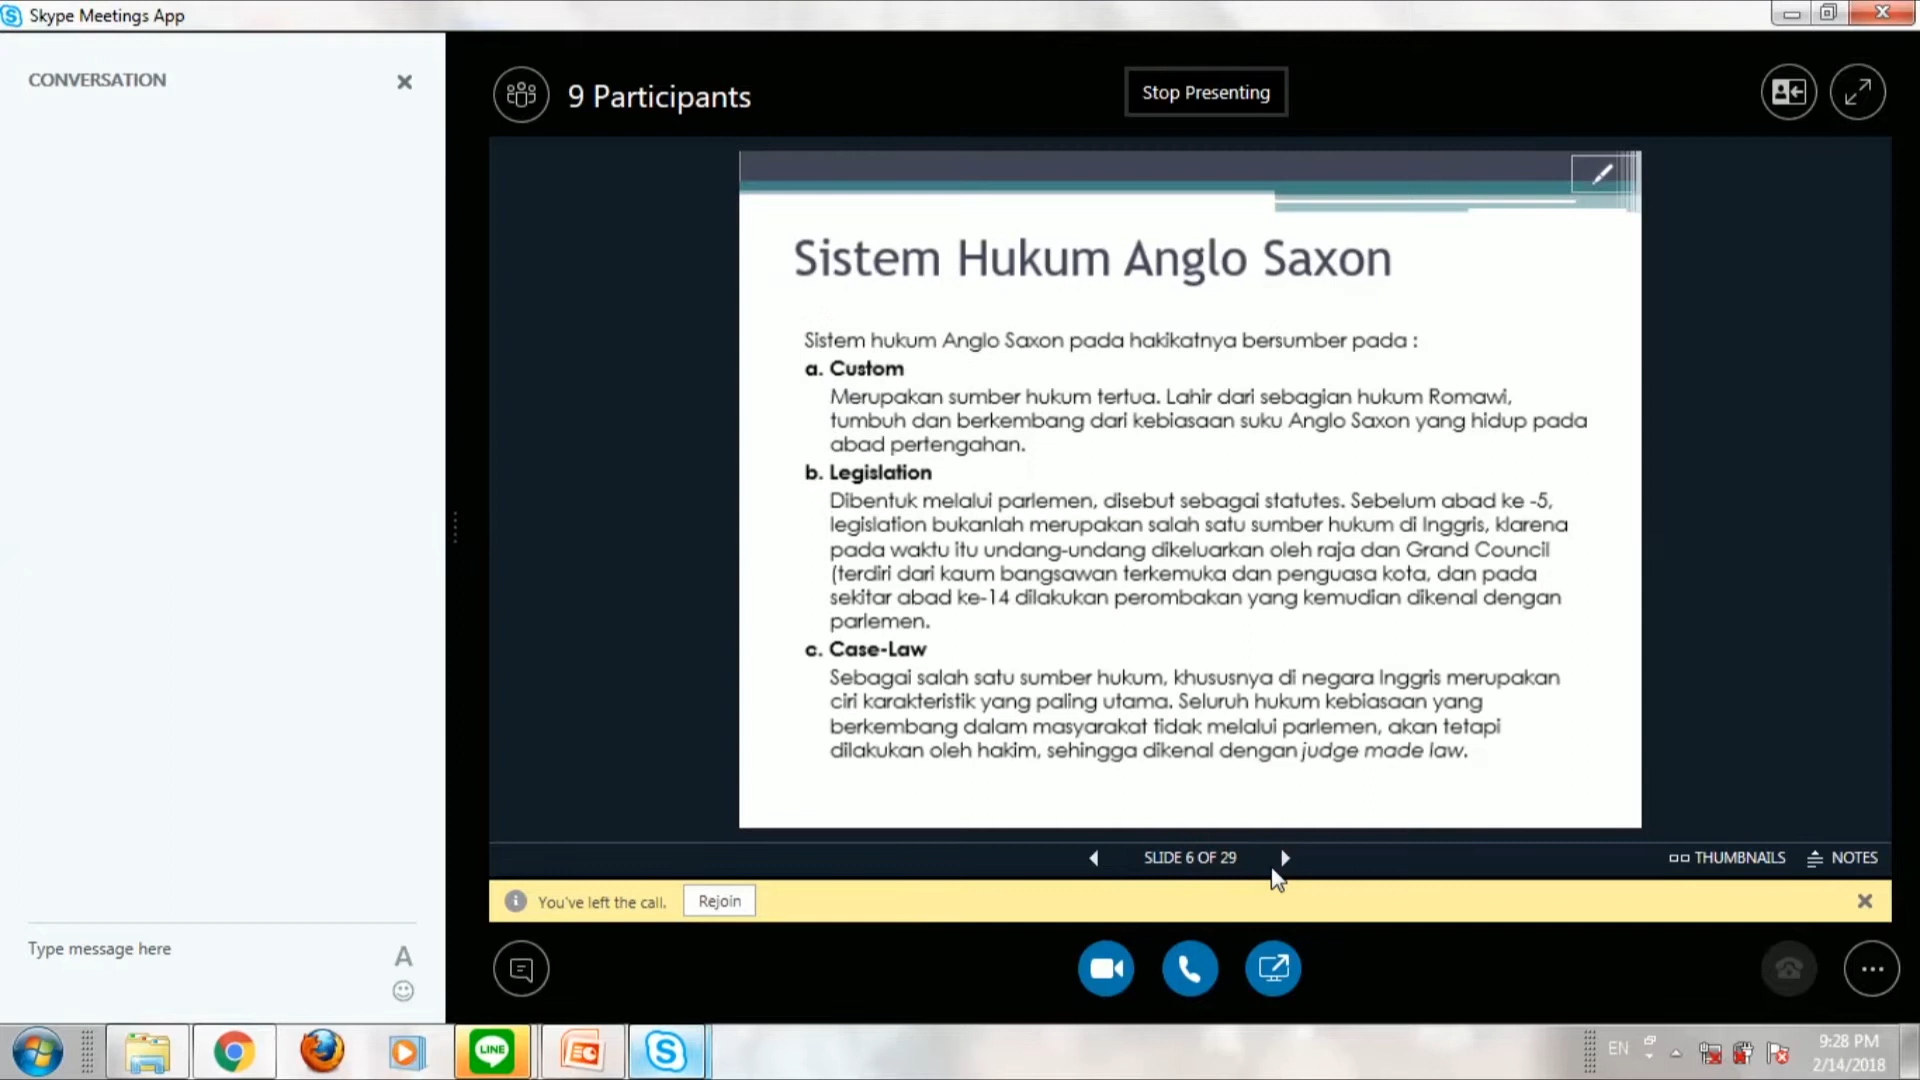 Skype Meetings App
CONVERSATION
9 Participants
Stop Presenting
Sistem Hukum Anglo Saxon
Sistem hukum Anglo Saxon pada hakikatnya bersumber pada :
a. Custom
Merupakan sumber hukum tertua. Lahir dari sebagian hukum Romawi,
tumbuh dan berkembang dari kebiasaan suku Anglo Saxon yang hidup pada
abad pertengahan.
b. Legislation
Dibentuk melalui parlemen, disebut sebagai statutes. Sebelum abad ke -5,
legislation bukanlah merupakan salah satu sumber hukum di Inggris, klarena
pada waktu itu undang-undang dikeluarkan oleh raja dan Grand Council
(terdiri dari kaum bangsawan terkemuka dan penguasa kota, dan pada
sekitar abad ke-14 dilakukan perombakan yang kemudian dikenal dengan
parlemen.
c. Case-Law
Sebagai salah satu sumber hukum, khususnya di negara Inggris merupakan
ciri karakteristik yang paling utama. Seluruh hukum kebiasaan yang
berkembang dalam masyarakat tidak melalui parlemen, akan tetapi
dilakukan oleh hakim, sehingga dikenal dengan judge made law.
SLIDE 6 OF 29
THUMBNAILS
NOTES
You've left the call.
Rejoin
Type message here
A
LINE
EN
9:28 PM
2/14/2018